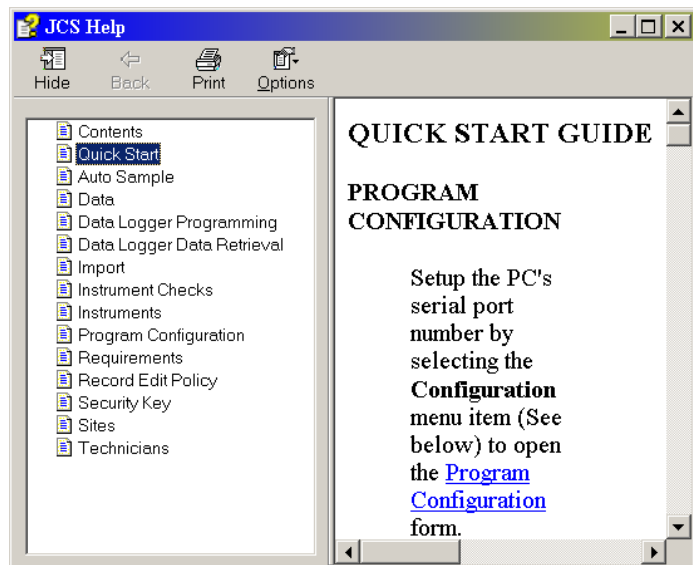 JCS Help
Hide Back Print Options
Contents
Quick Start
Auto Sample
Data
Data Logger Programming
Data Logger Data Retrieval
Import
Instrument Checks
Instruments
Program Configuration
Requirements
Record Edit Policy
Security Key
Sites
Technicians
QUICK START GUIDE
PROGRAM
CONFIGURATION
Setup the PC's
serial port
number by
selecting the
Configuration
menu item (See
below) to open
the Program
Configuration
form.